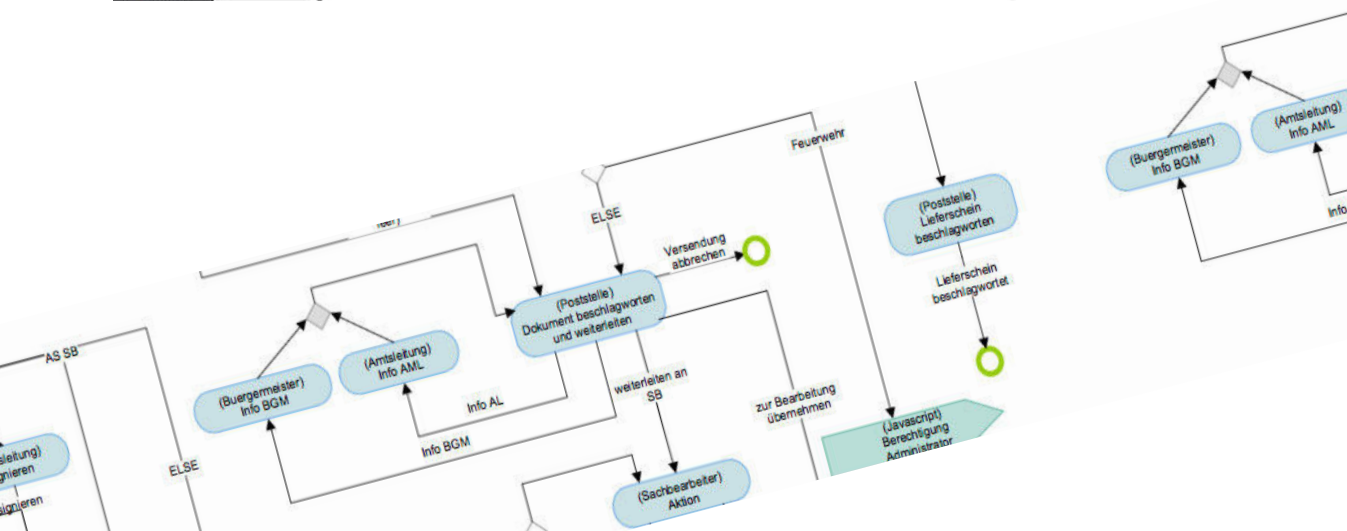 Feuerwehr
(Amtsleitung)
Info AML
(Buergermeister)
Info BGM
Info
(Poststelle)
Lieferschein
beschlagworten
ELSE
Versendung
abbrechen
Lieferschein
beschlagwortet
(Poststelle)
Dokument beschlagworten
und weiterleiten
AS SB
(Amtsleitung)
Info AML
(Buergermeister)
Info BGM
Info AL
weiterleiten an
SB
zur Bearbeitung
übernehmen
(Javascript)
Berechtigung
Administrator
Info BGM
ELSE
(Sachbearbeiter)
Aktion